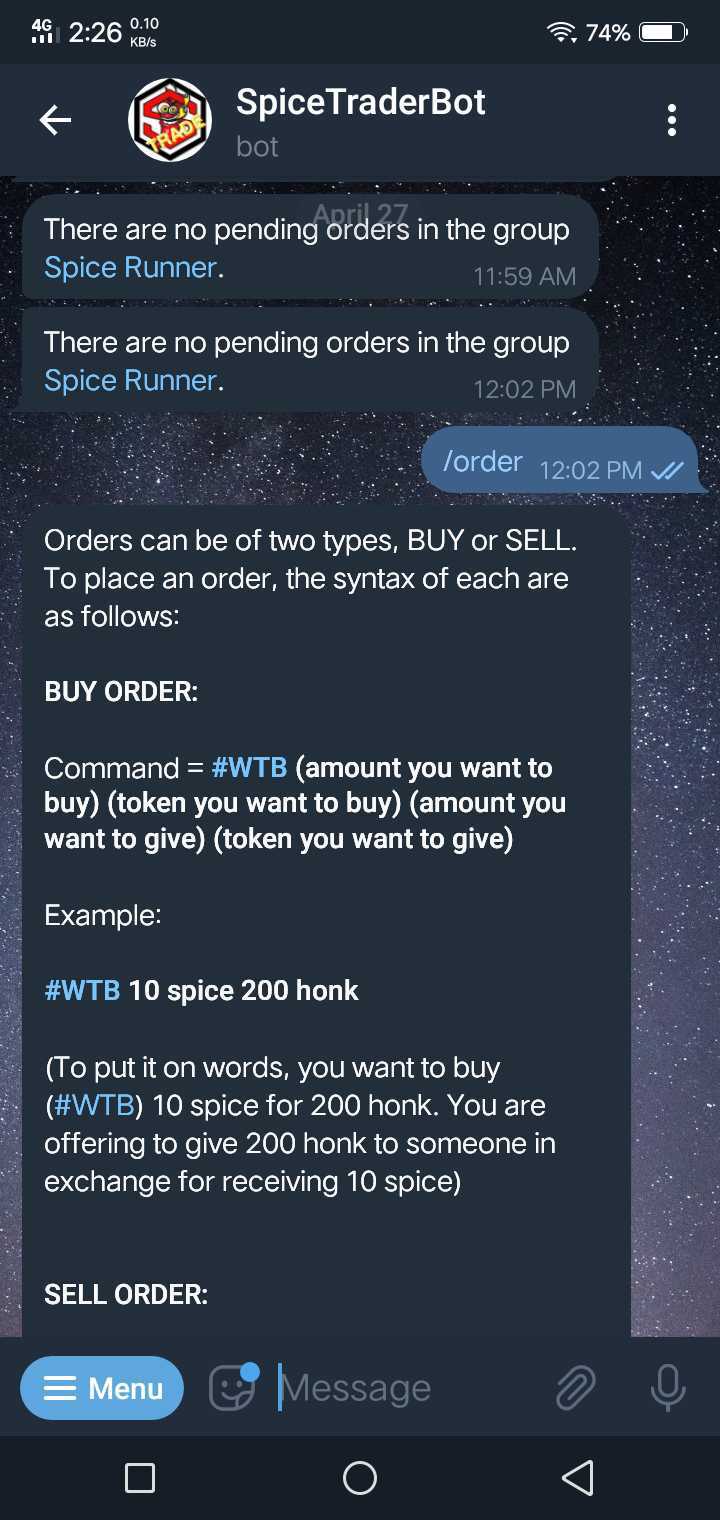 4G 2:26 0.10 KB/s 74%
SpiceTraderBot
TRADE
bot
April 27
There are no pending orders in the group
Spice Runner.
11:59 AM
There are no pending orders in the group
Spice Runner.
12:02 PM
/order 12:02 PM
Orders can be of two types, BUY or SELL.
To place an order, the syntax of each are
as follows:
BUY ORDER:
Command = #WTB (amount you want to
buy) (token you want to buy) (amount you
want to give) (token you want to give)
Example:
#WTB 10 spice 200 honk
(To put it on words, you want to buy
(#WTB) 10 spice for 200 honk. You are
offering to give 200 honk to someone in
exchange for receiving 10 spice)
SELL ORDER:
Menu Message